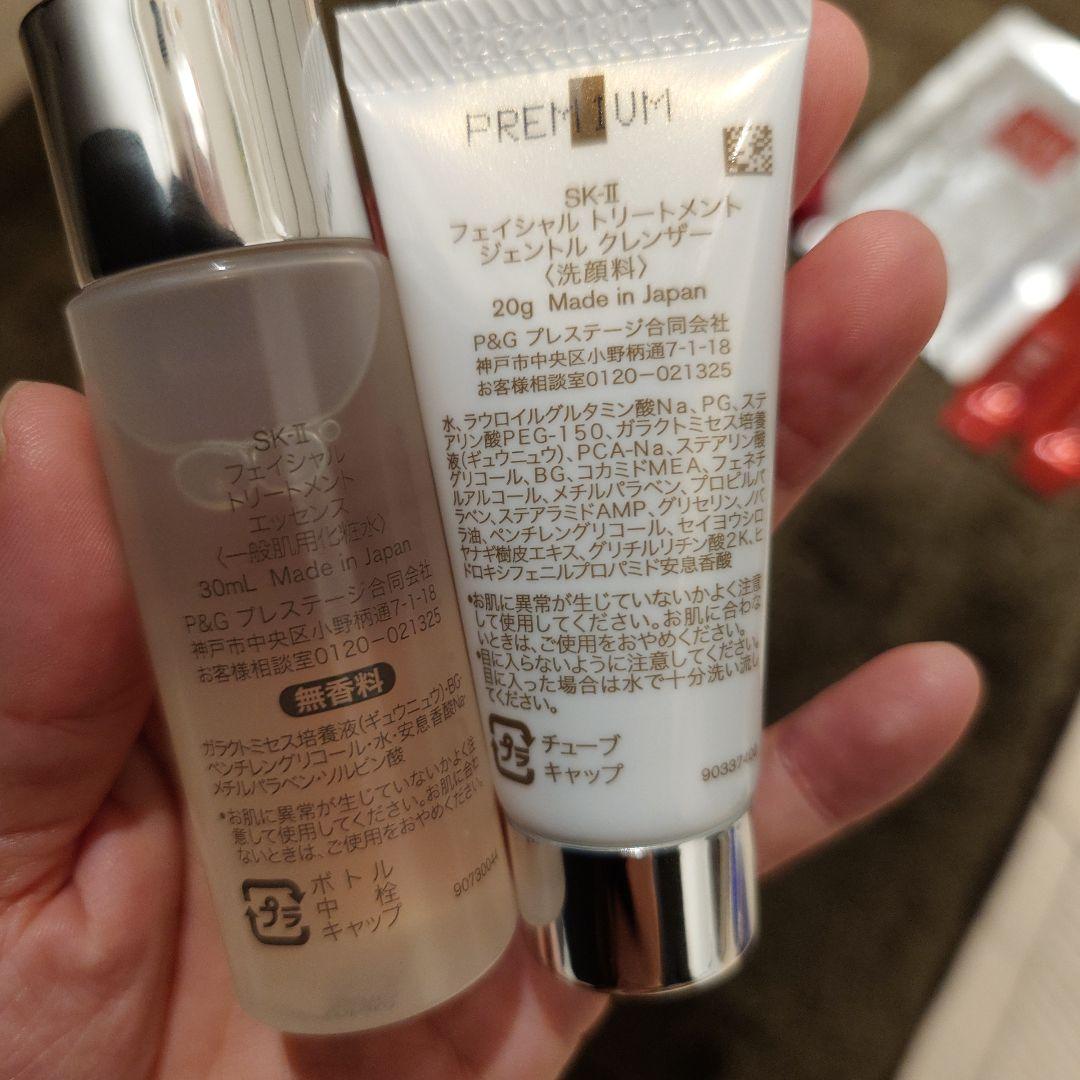 SK-II
フェイシャル
トリートメント
エッセンス
〈一般肌用化粧水〉
30mL Made in Japan
P&G プレステージ合同会社
神戸市中央区小野柄通7-1-18
お客様相談室0120-021325
無香料
ガラクトミセス培養液(ギュウニュウ)・BG・
ペンチレングリコール・水・安息香酸Na・
メチルパラベン・ソルビン酸
•お肌に異常が生じていないかよく注
意して使用してください。お肌に合わ
ないときは、ご使用をおやめください。
プラ
ボトル
中栓
キャップ
90730044
PREMIUM
SK-II
フェイシャル トリートメント
ジェントル クレンザー
〈洗顔料〉
20g Made in Japan
P&G プレステージ合同会社
神戸市中央区小野柄通7-1-18
お客様相談室0120-021325
水、ラウロイルグルタミン酸Na、PG、ステ
アリン酸PEG-150、ガラクトミセス培養
液(ギュウニュウ)、PCA-Na、ステアリン酸
グリコール、BG、コカミドMEA、フェネチ
ルアルコール、メチルパラベン、プロピルパ
ラベン、ステアラミドAMP、グリセリン、ノバ
ラ油、ペンチレングリコール、セイヨウシロ
ヤナギ樹皮エキス、グリチルリチン酸2K、ヒ
ドロキシフェニルプロパミド安息香酸
•お肌に異常が生じていないかよく注意
して使用してください。お肌に合わな
いときは、ご使用をおやめください。
•目に入らないように注意してください。
目に入った場合は水で十分洗い流し
てください。
プラ
チューブ
キャップ